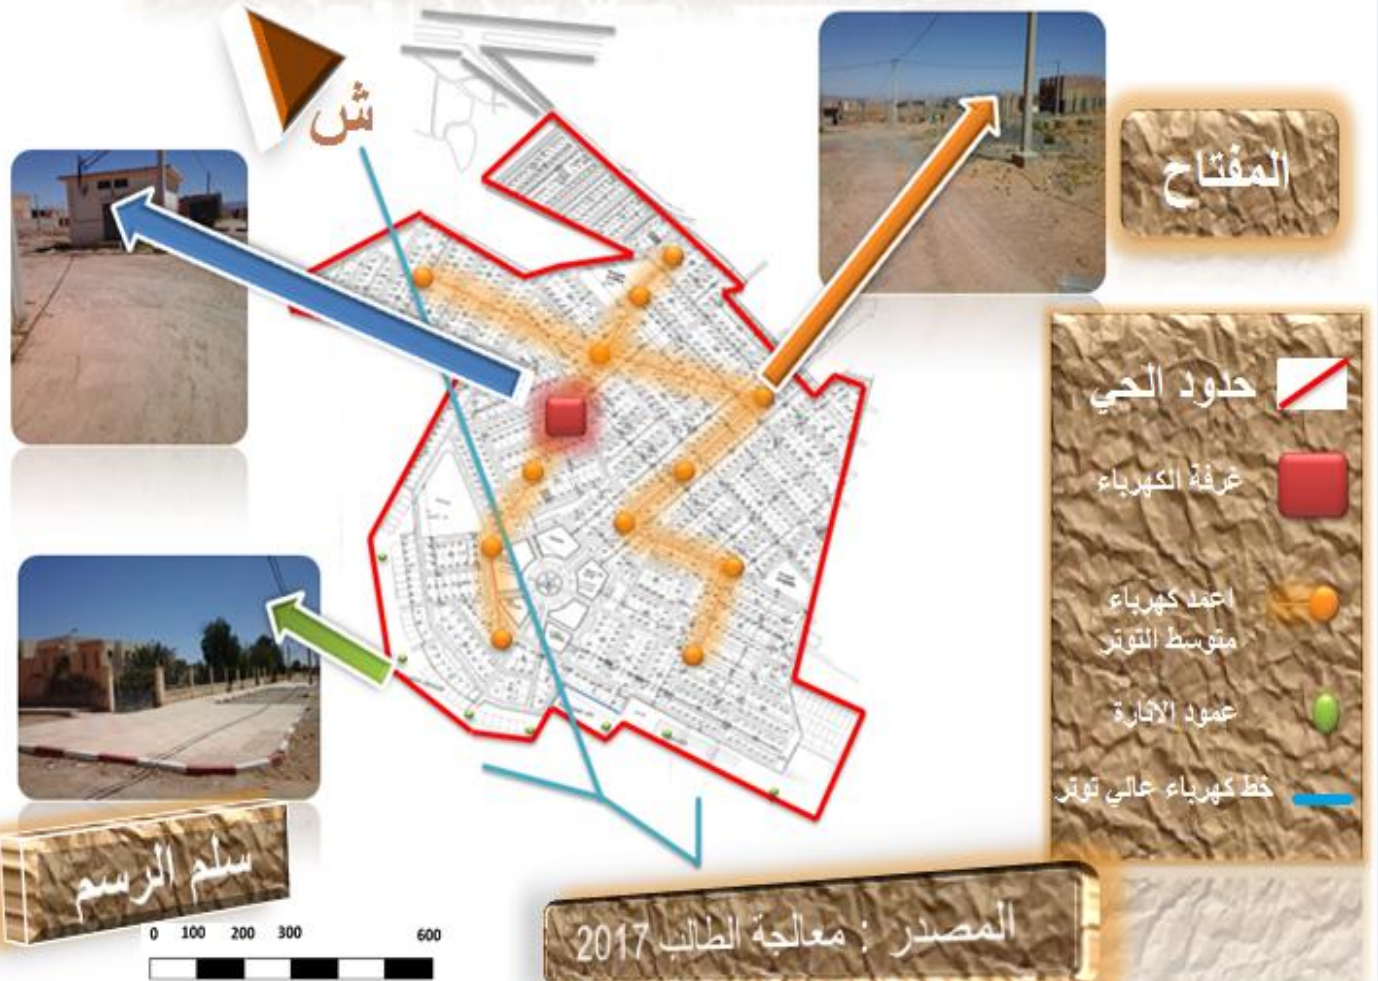 ش
المفتاح
حدود الحي
غرفة الكهرباء
اعمد كهرباء
متوسط التوتر
عمود الانارة
خط كهرباء عالي توتر
سلم الرسم
0 100 200 300 600
المصدر : معالجة الطالب 2017